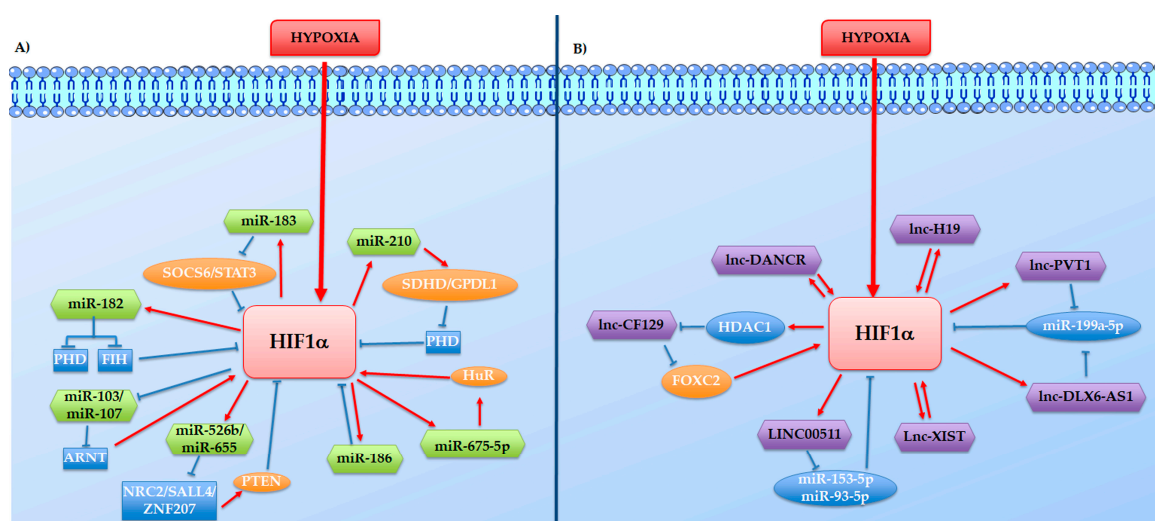 A)
HYPOXIA
miR-183
miR-210
SOCS6/STAT3
SDHD/GPDL1
miR-182
PHD
FIH
HIF1α
PHD
HuR
miR-103/
miR-107
miR-526b/
miR-655
miR-675-5p
ARNT
miR-186
NRC2/SALL4/
ZNF207
PTEN
B)
HYPOXIA
lnc-H19
lnc-DANCR
lnc-PVT1
lnc-CF129
HDAC1
HIF1α
miR-199a-5p
FOXC2
lnc-DLX6-AS1
LINC00511
Lnc-XIST
miR-153-5p
miR-93-5p